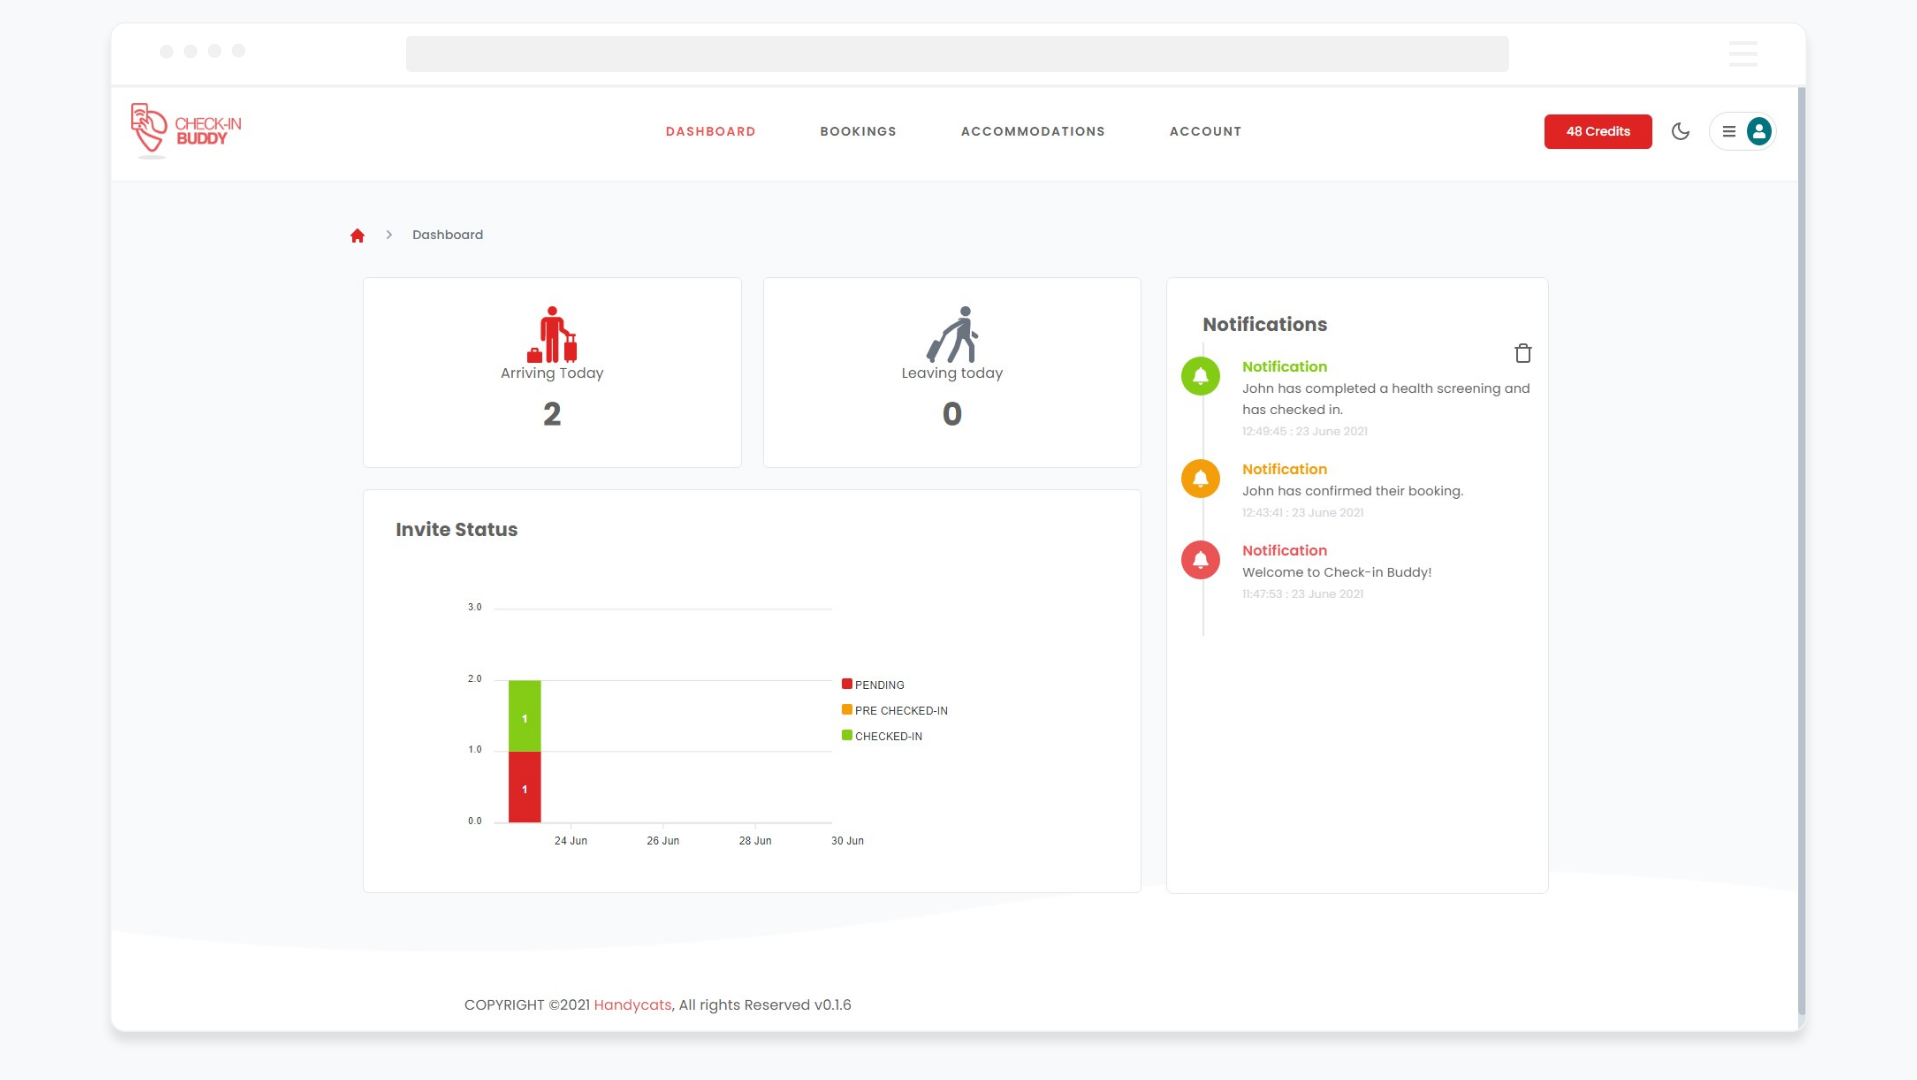 CHECK-IN
BUDDY
DASHBOARD
BOOKINGS
ACCOMMODATIONS
ACCOUNT
48 Credits
Dashboard
Arriving Today
2
Leaving today
0
Invite Status
3.0
2.0
1.0
0.0
1
1
24 Jun
26 Jun
28 Jun
30 Jun
PENDING
PRE CHECKED-IN
CHECKED-IN
Notifications
Notification
John has completed a health screening and
has checked in.
12:49:45 : 23 June 2021
Notification
John has confirmed their booking.
12:43:41 : 23 June 2021
Notification
Welcome to Check-in Buddy!
11:47:53 : 23 June 2021
COPYRIGHT ©2021 Handycats, All rights Reserved v0.1.6